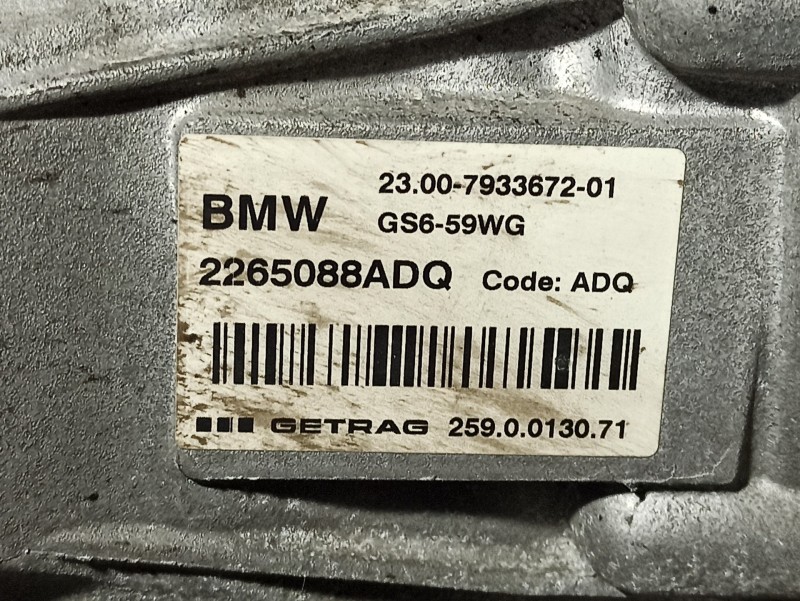 23.00-7933672-01
BMW GS6-59WG
2265088ADQ Code: ADQ
GETRAG 259.0.0130.71